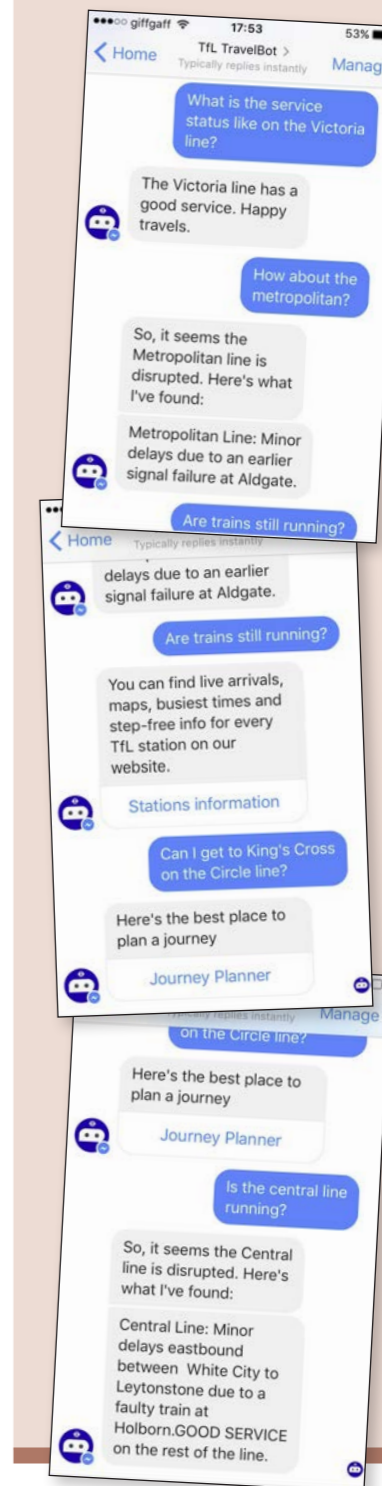 giffgaff 17:53 53%
Home TfL TravelBot > Manag
Typically replies instantly
What is the service
status like on the Victoria
line?
The Victoria line has a
good service. Happy
travels.
How about the
metropolitan?
So, it seems the
Metropolitan line is
disrupted. Here's what
I've found:
Metropolitan Line: Minor
delays due to an earlier
signal failure at Aldgate.
Are trains still running?
Home Typically replies instantly
delays due to an earlier
signal failure at Aldgate.
Are trains still running?
You can find live arrivals,
maps, busiest times and
step-free info for every
TfL station on our
website.
Stations information
Can I get to King's Cross
on the Circle line?
Here's the best place to
plan a journey
Journey Planner
Typically replies instantly Manage
on the Circle line?
Here's the best place to
plan a journey
Journey Planner
Is the central line
running?
So, it seems the Central
line is disrupted. Here's
what I've found:
Central Line: Minor
delays eastbound
between White City to
Leytonstone due to a
faulty train at
Holborn.GOOD SERVICE
on the rest of the line.